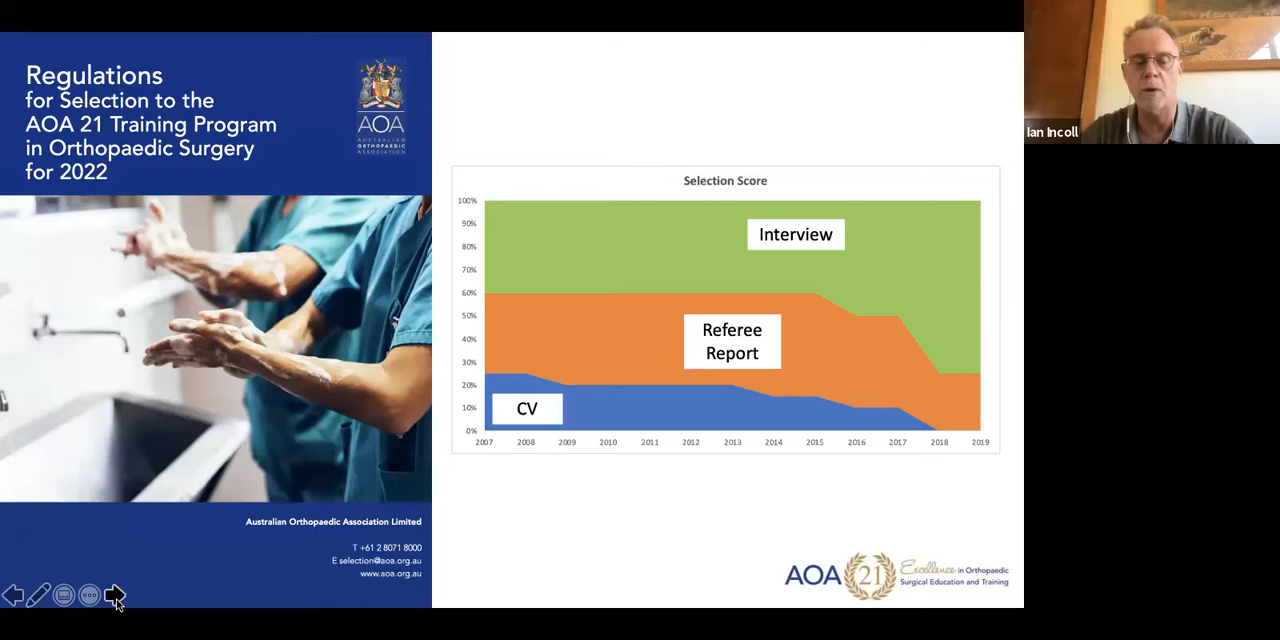 Regulations
for Selection to the
AOA 21 Training Program
in Orthopaedic Surgery
for 2022
AOA
AUSTRALIAN
ORTHOPAEDIC
ASSOCIATION
Australian Orthopaedic Association Limited
T +61 2 8071 8000
E selection@aoa.org.au
www.aoa.org.au
Selection Score
100%
90%
80%
70%
60%
50%
40%
30%
20%
10%
0%
Interview
Referee
Report
CV
2007 2008 2009 2010 2011 2012 2013 2014 2015 2016 2017 2018 2019
AOA 21 Excellence in Orthopaedic
Surgical Education and Training
Ian Incoll